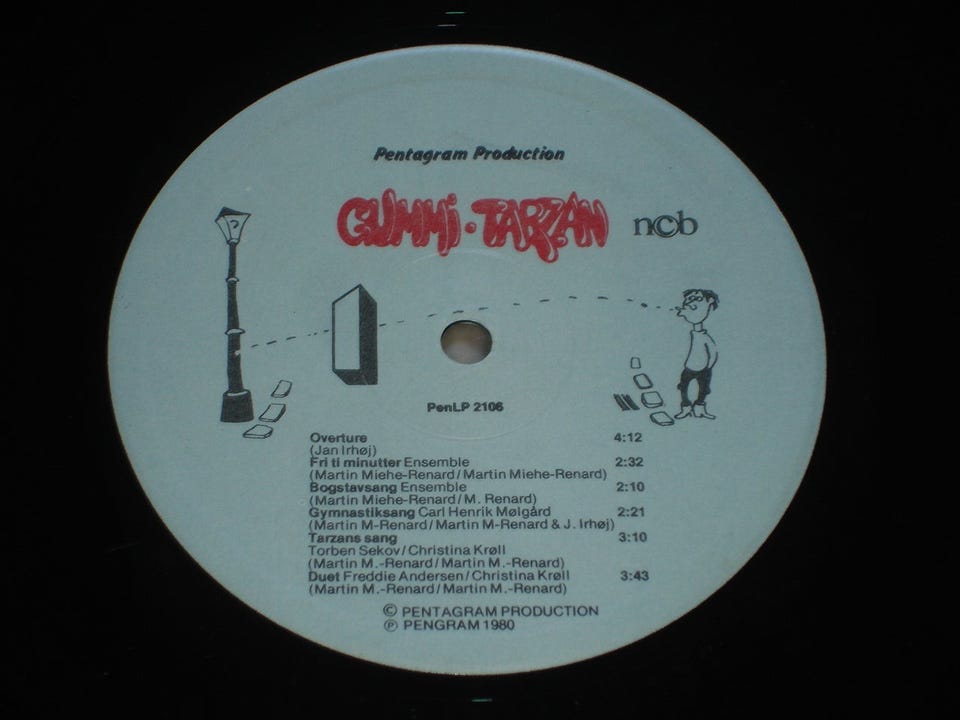 Pentagram Production
GUMMI · TARZAN
ncb
PenLP 2106
Overture 4:12
(Jan Irhøj)
Fri ti minutter Ensemble 2:32
(Martin Miehe-Renard/Martin Miehe-Renard)
Bogstavsang Ensemble 2:10
(Martin Miehe-Renard/M. Renard)
Gymnastiksang Carl Henrik Mølgård 2:21
(Martin M-Renard/Martin M-Renard & J. Irhøj)
Tarzans sang 3:10
Torben Sekov/Christina Krøll
(Martin M.-Renard/Martin M.-Renard)
Duet Freddie Andersen/Christina Krøll 3:43
(Martin M.-Renard/Martin M.-Renard)
© PENTAGRAM PRODUCTION
℗ PENGRAM 1980